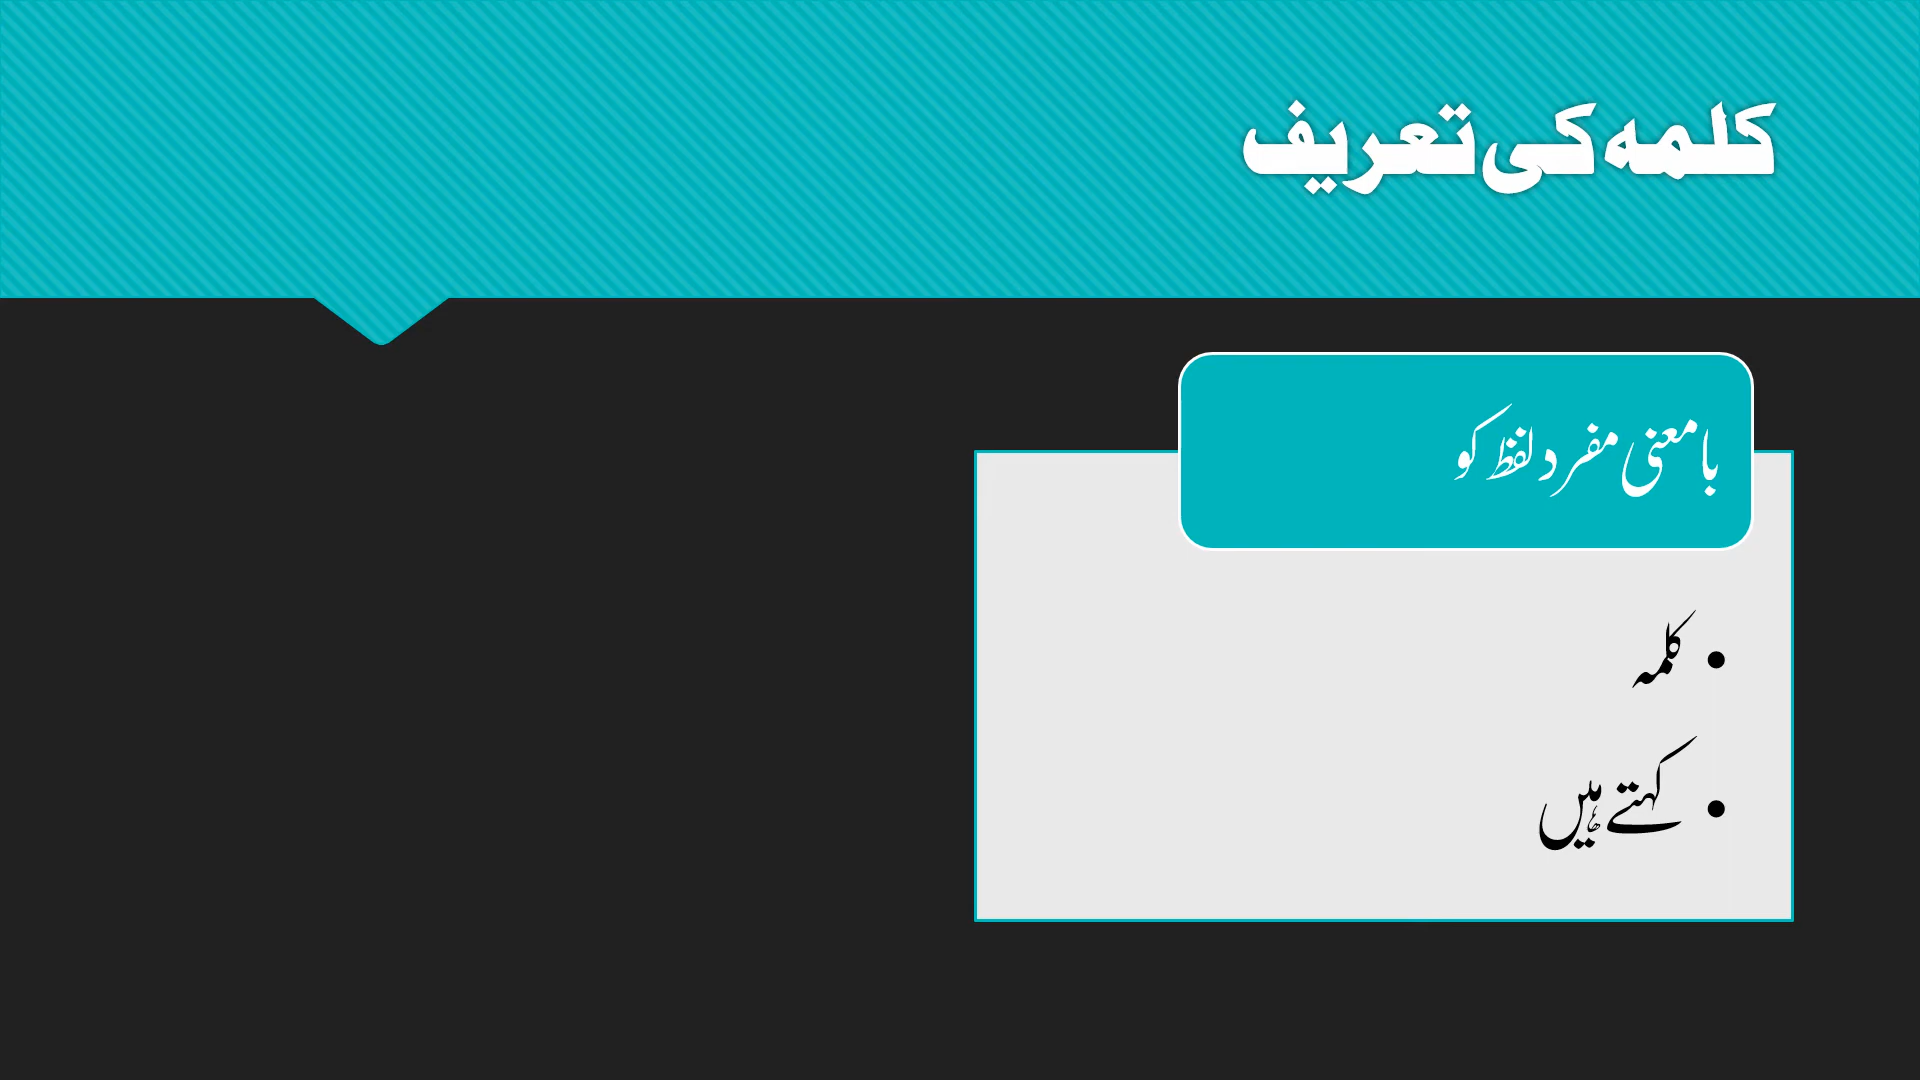 کلمہ کی تعریف
بامعنی مفرد لفظ کو
• کلمہ
• کہتے ہیں